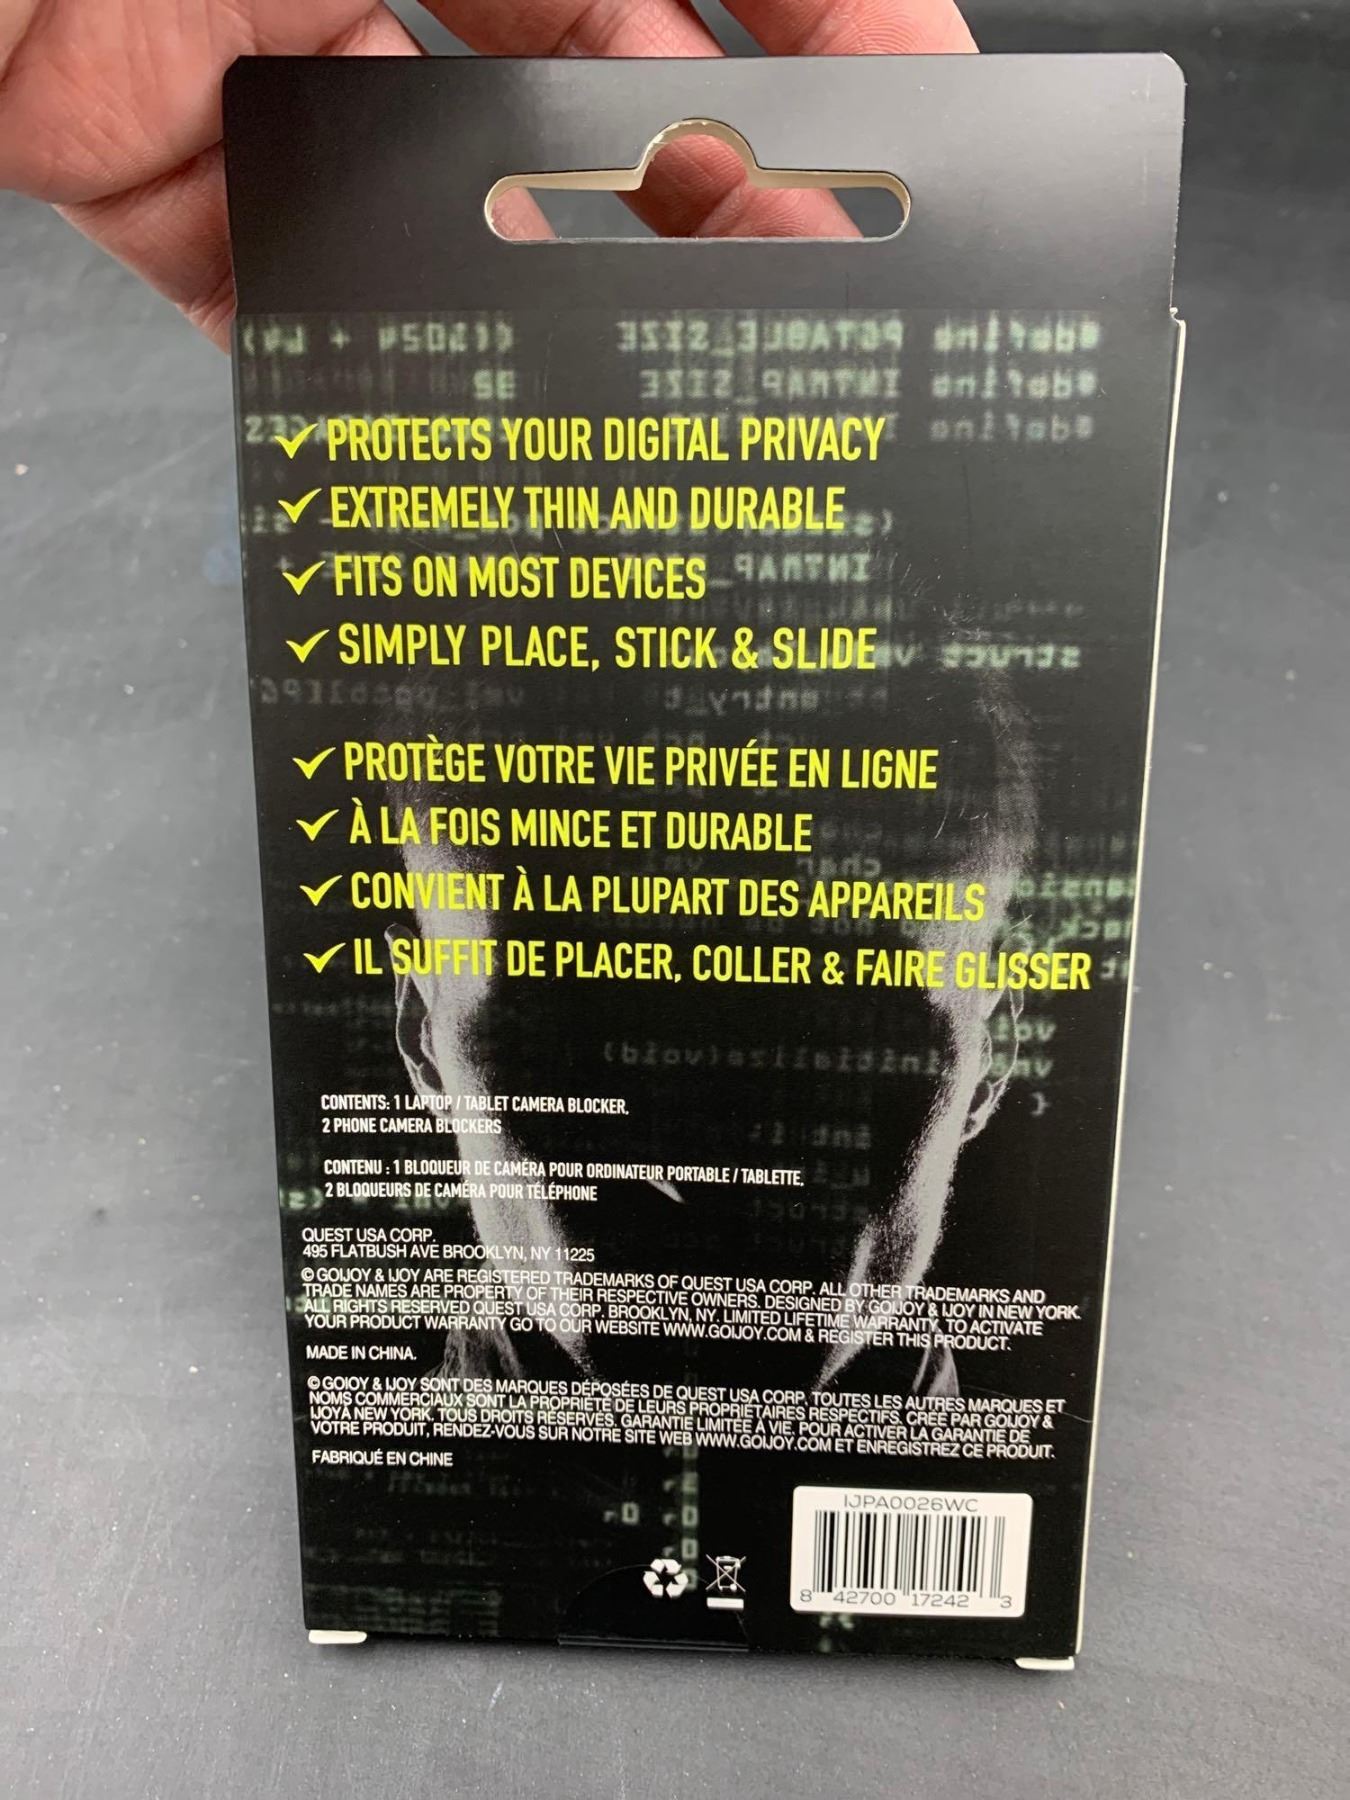 PROTECTS YOUR DIGITAL PRIVACY
EXTREMELY THIN AND DURABLE
FITS ON MOST DEVICES
SIMPLY PLACE, STICK & SLIDE
PROTÈGE VOTRE VIE PRIVÉE EN LIGNE
À LA FOIS MINCE ET DURABLE
CONVIENT À LA PLUPART DES APPAREILS
IL SUFFIT DE PLACER, COLLER & FAIRE GLISSER
CONTENTS: 1 LAPTOP / TABLET CAMERA BLOCKER,
2 PHONE CAMERA BLOCKERS
CONTENU : 1 BLOQUEUR DE CAMÉRA POUR ORDINATEUR PORTABLE / TABLETTE,
2 BLOQUEURS DE CAMÉRA POUR TÉLÉPHONE
QUEST USA CORP.
495 FLATBUSH AVE BROOKLYN, NY 11225
© GOIJOY & IJOY ARE REGISTERED TRADEMARKS OF QUEST USA CORP. ALL OTHER TRADEMARKS AND
TRADE NAMES ARE PROPERTY OF THEIR RESPECTIVE OWNERS. DESIGNED BY GOIJOY & IJOY IN NEW YORK.
ALL RIGHTS RESERVED QUEST USA CORP. BROOKLYN, NY. LIMITED LIFETIME WARRANTY, TO ACTIVATE
YOUR PRODUCT WARRANTY GO TO OUR WEBSITE WWW.GOIJOY.COM & REGISTER THIS PRODUCT.
MADE IN CHINA.
© GOIJOY & IJOY SONT DES MARQUES DÉPOSÉES DE QUEST USA CORP. TOUTES LES AUTRES MARQUES ET
NOMS COMMERCIAUX SONT LA PROPRIÉTÉ DE LEURS PROPRIÉTAIRES RESPECTIFS. CRÉÉ PAR GOIJOY &
IJOY À NEW YORK. TOUS DROITS RÉSERVÉS. GARANTIE LIMITÉE À VIE. POUR ACTIVER LA GARANTIE DE
VOTRE PRODUIT, RENDEZ-VOUS SUR NOTRE SITE WEB WWW.GOIJOY.COM ET ENREGISTREZ CE PRODUIT.
FABRIQUÉ EN CHINE
IJPA0026WC
8 42700 17242 3